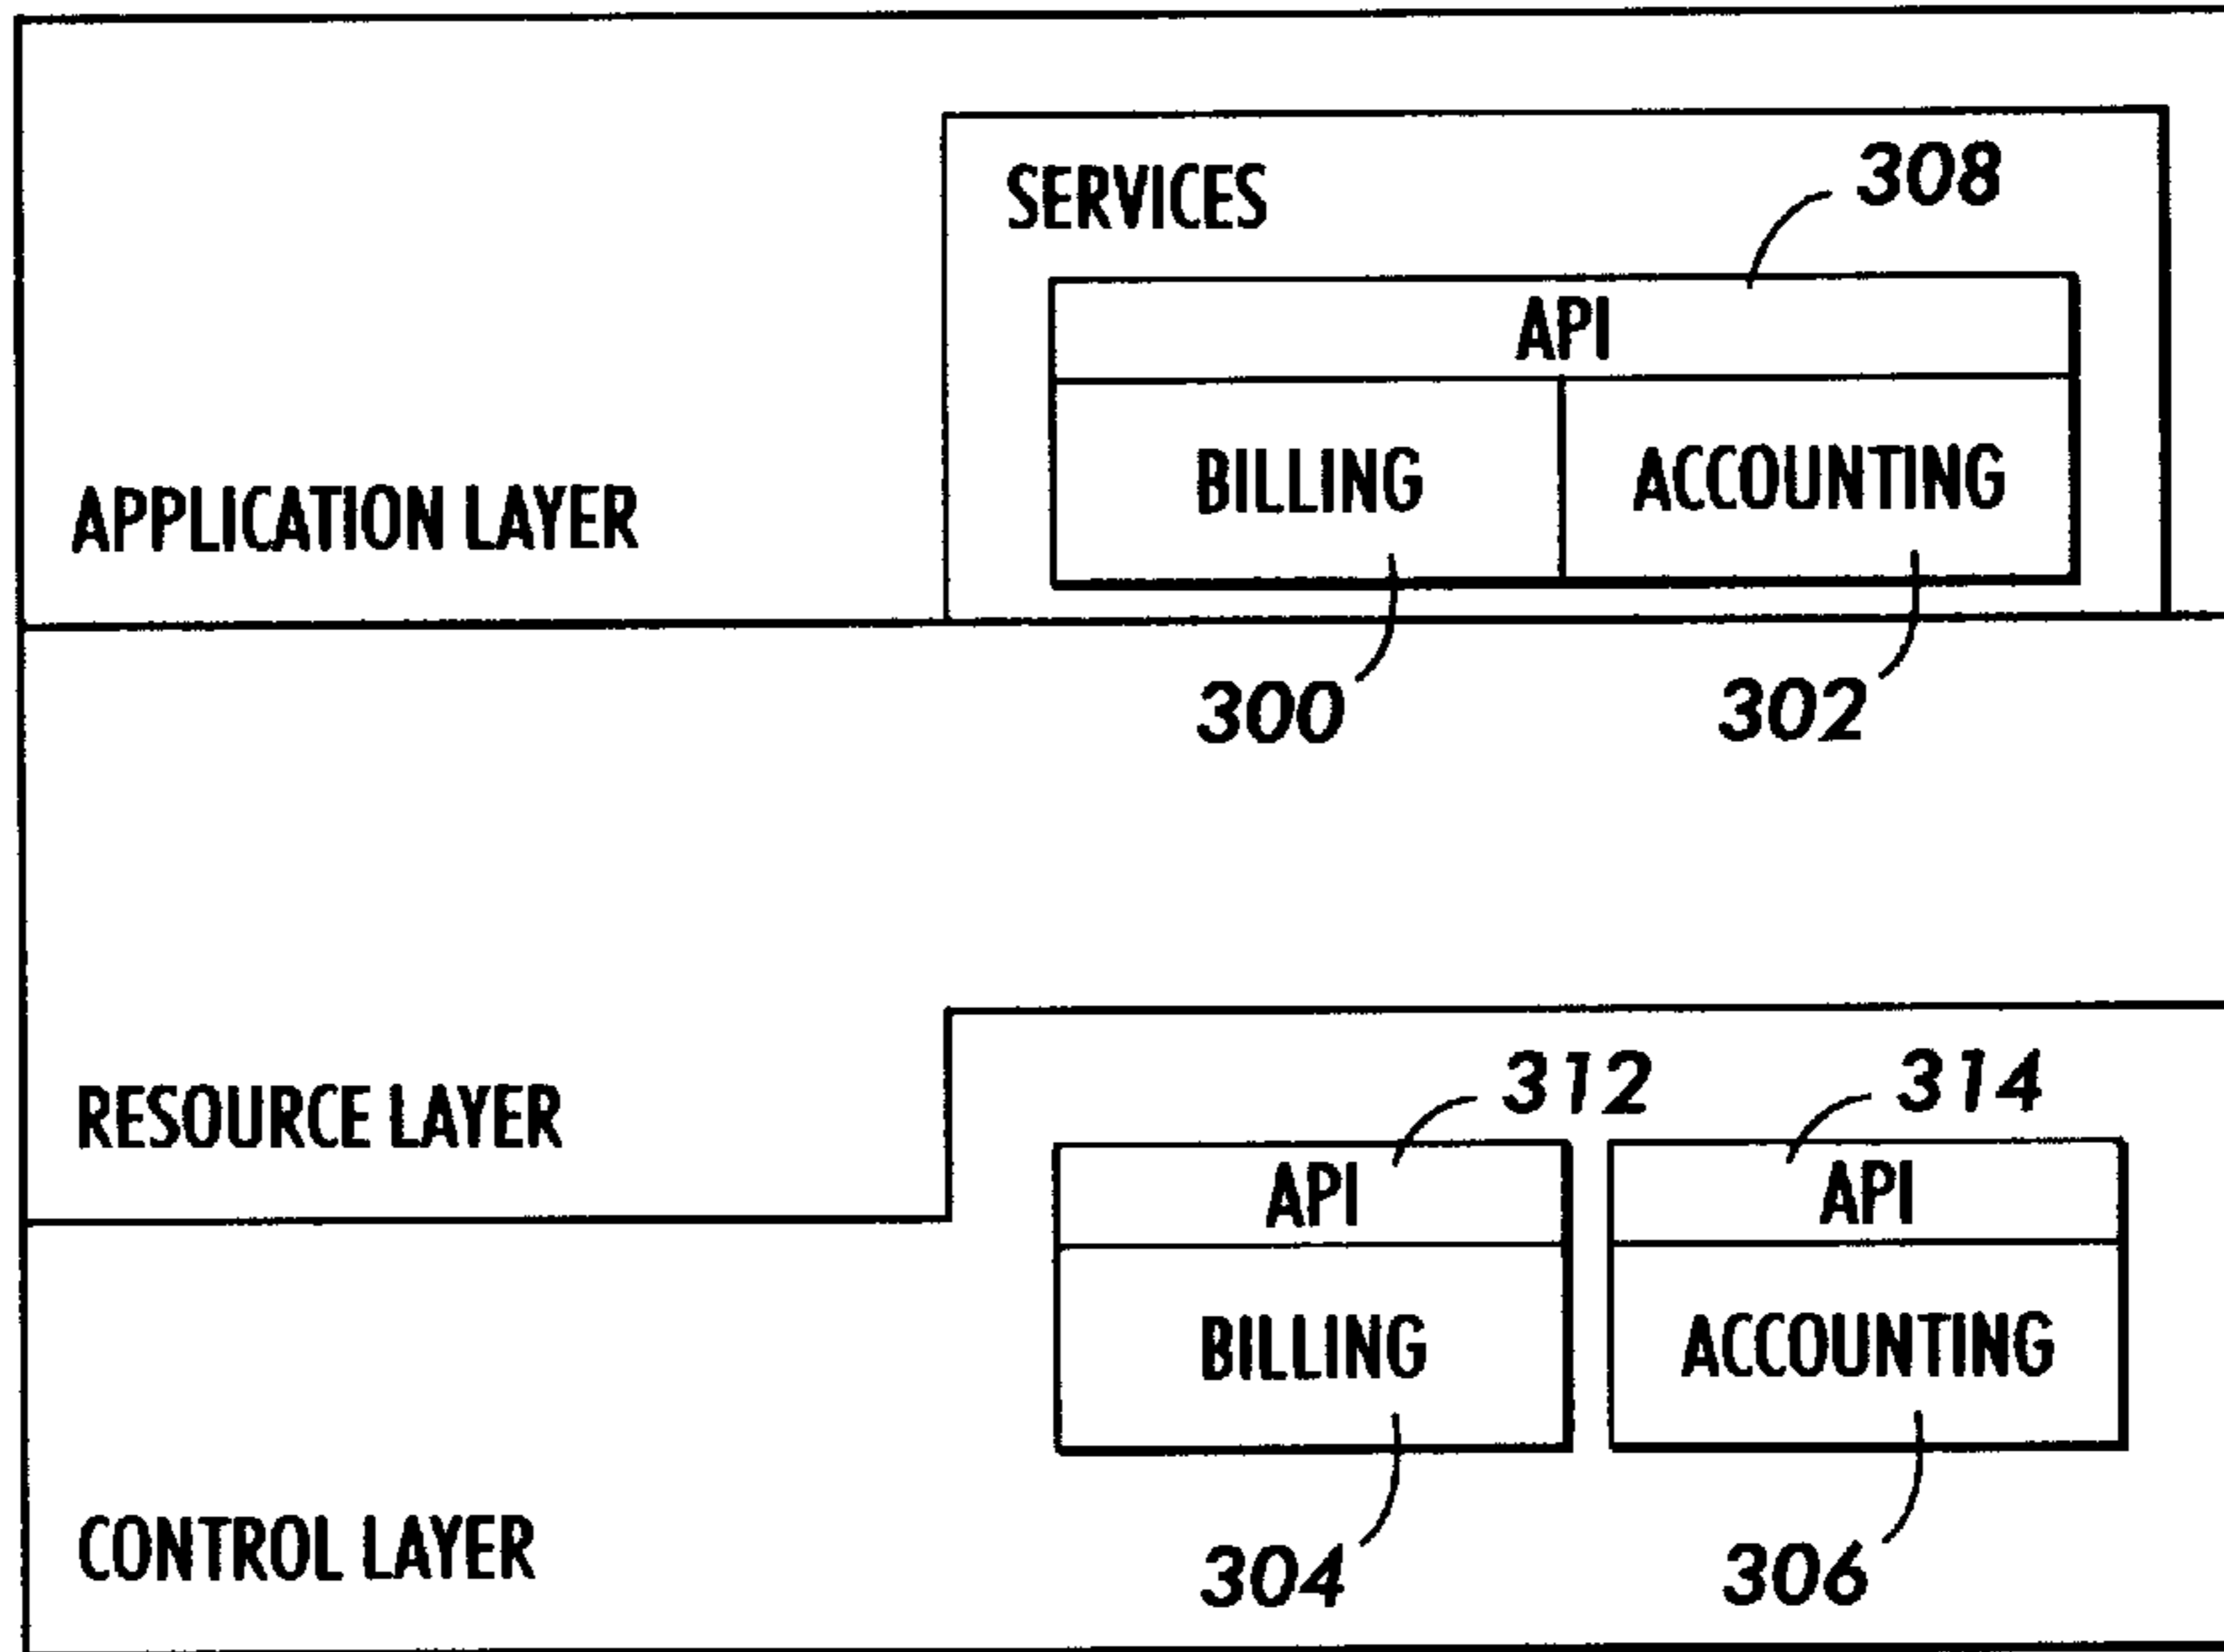 308
SERVICES
API
BILLING ACCOUNTING
APPLICATION LAYER
300 302
312 314
RESOURCE LAYER
API API
BILLING ACCOUNTING
CONTROL LAYER
304 306